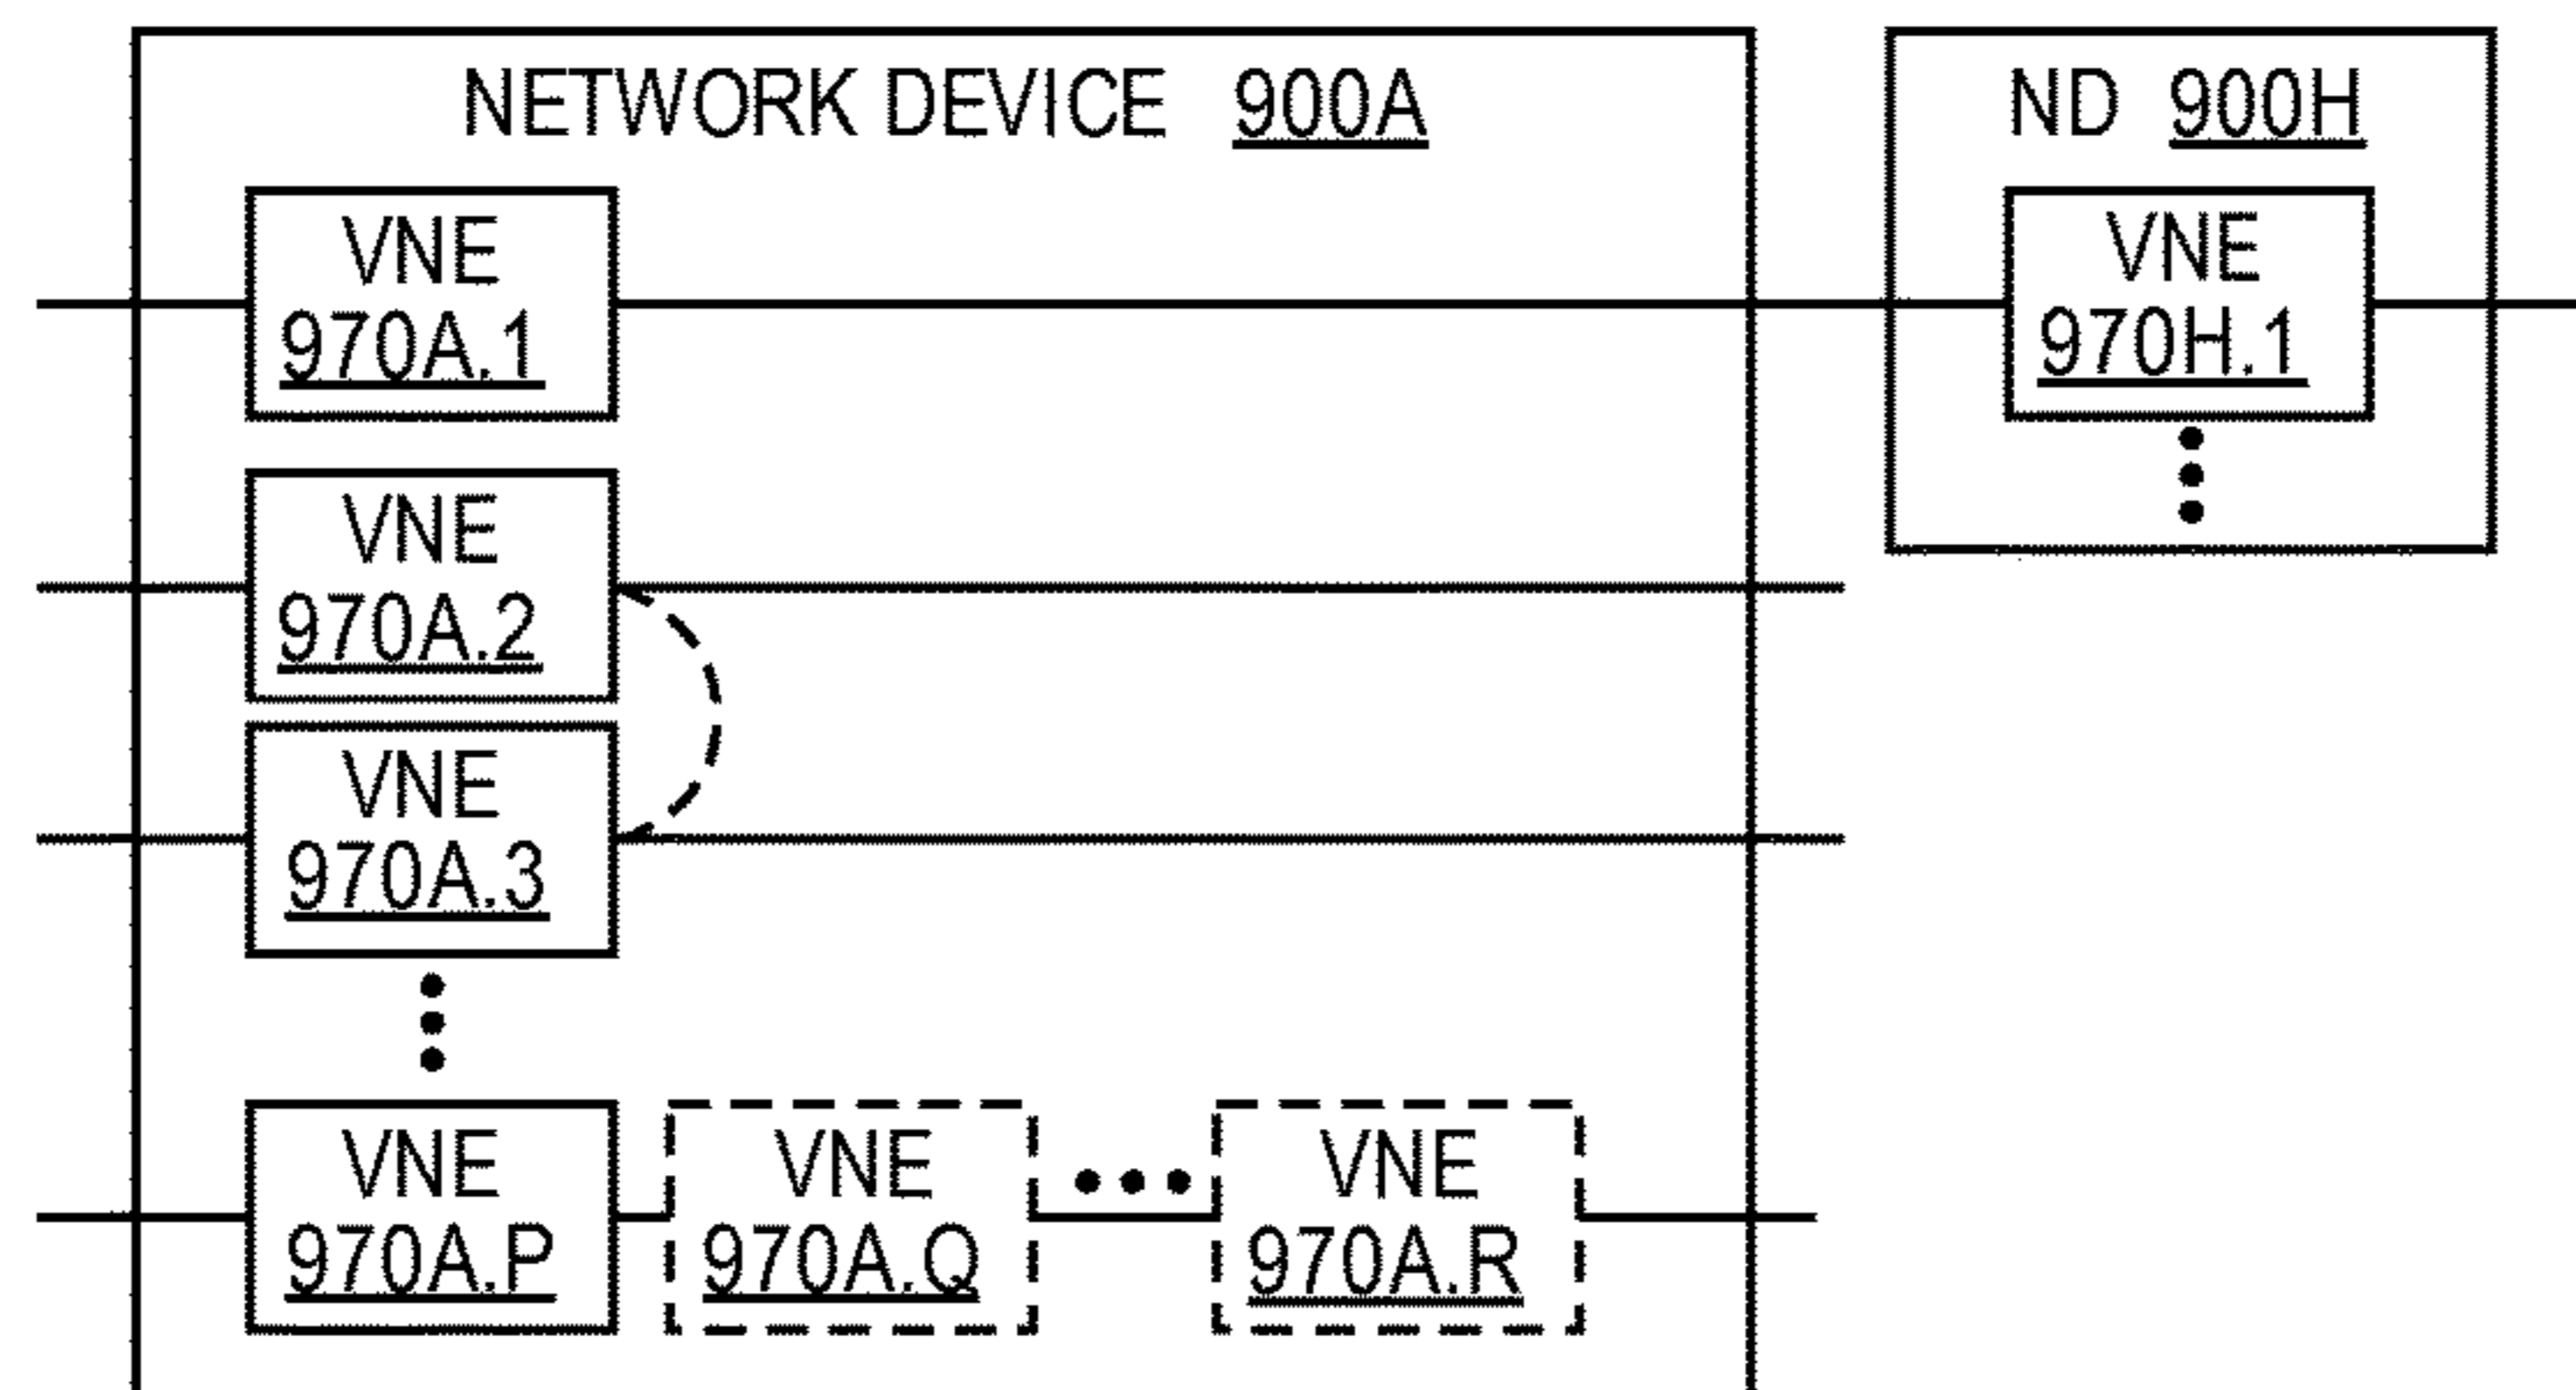 NETWORK DEVICE 900A
ND 900H
VNE
970A.1
VNE
970H.1
VNE
970A.2
VNE
970A.3
VNE
970A.P
VNE
970A.Q
VNE
970A.R